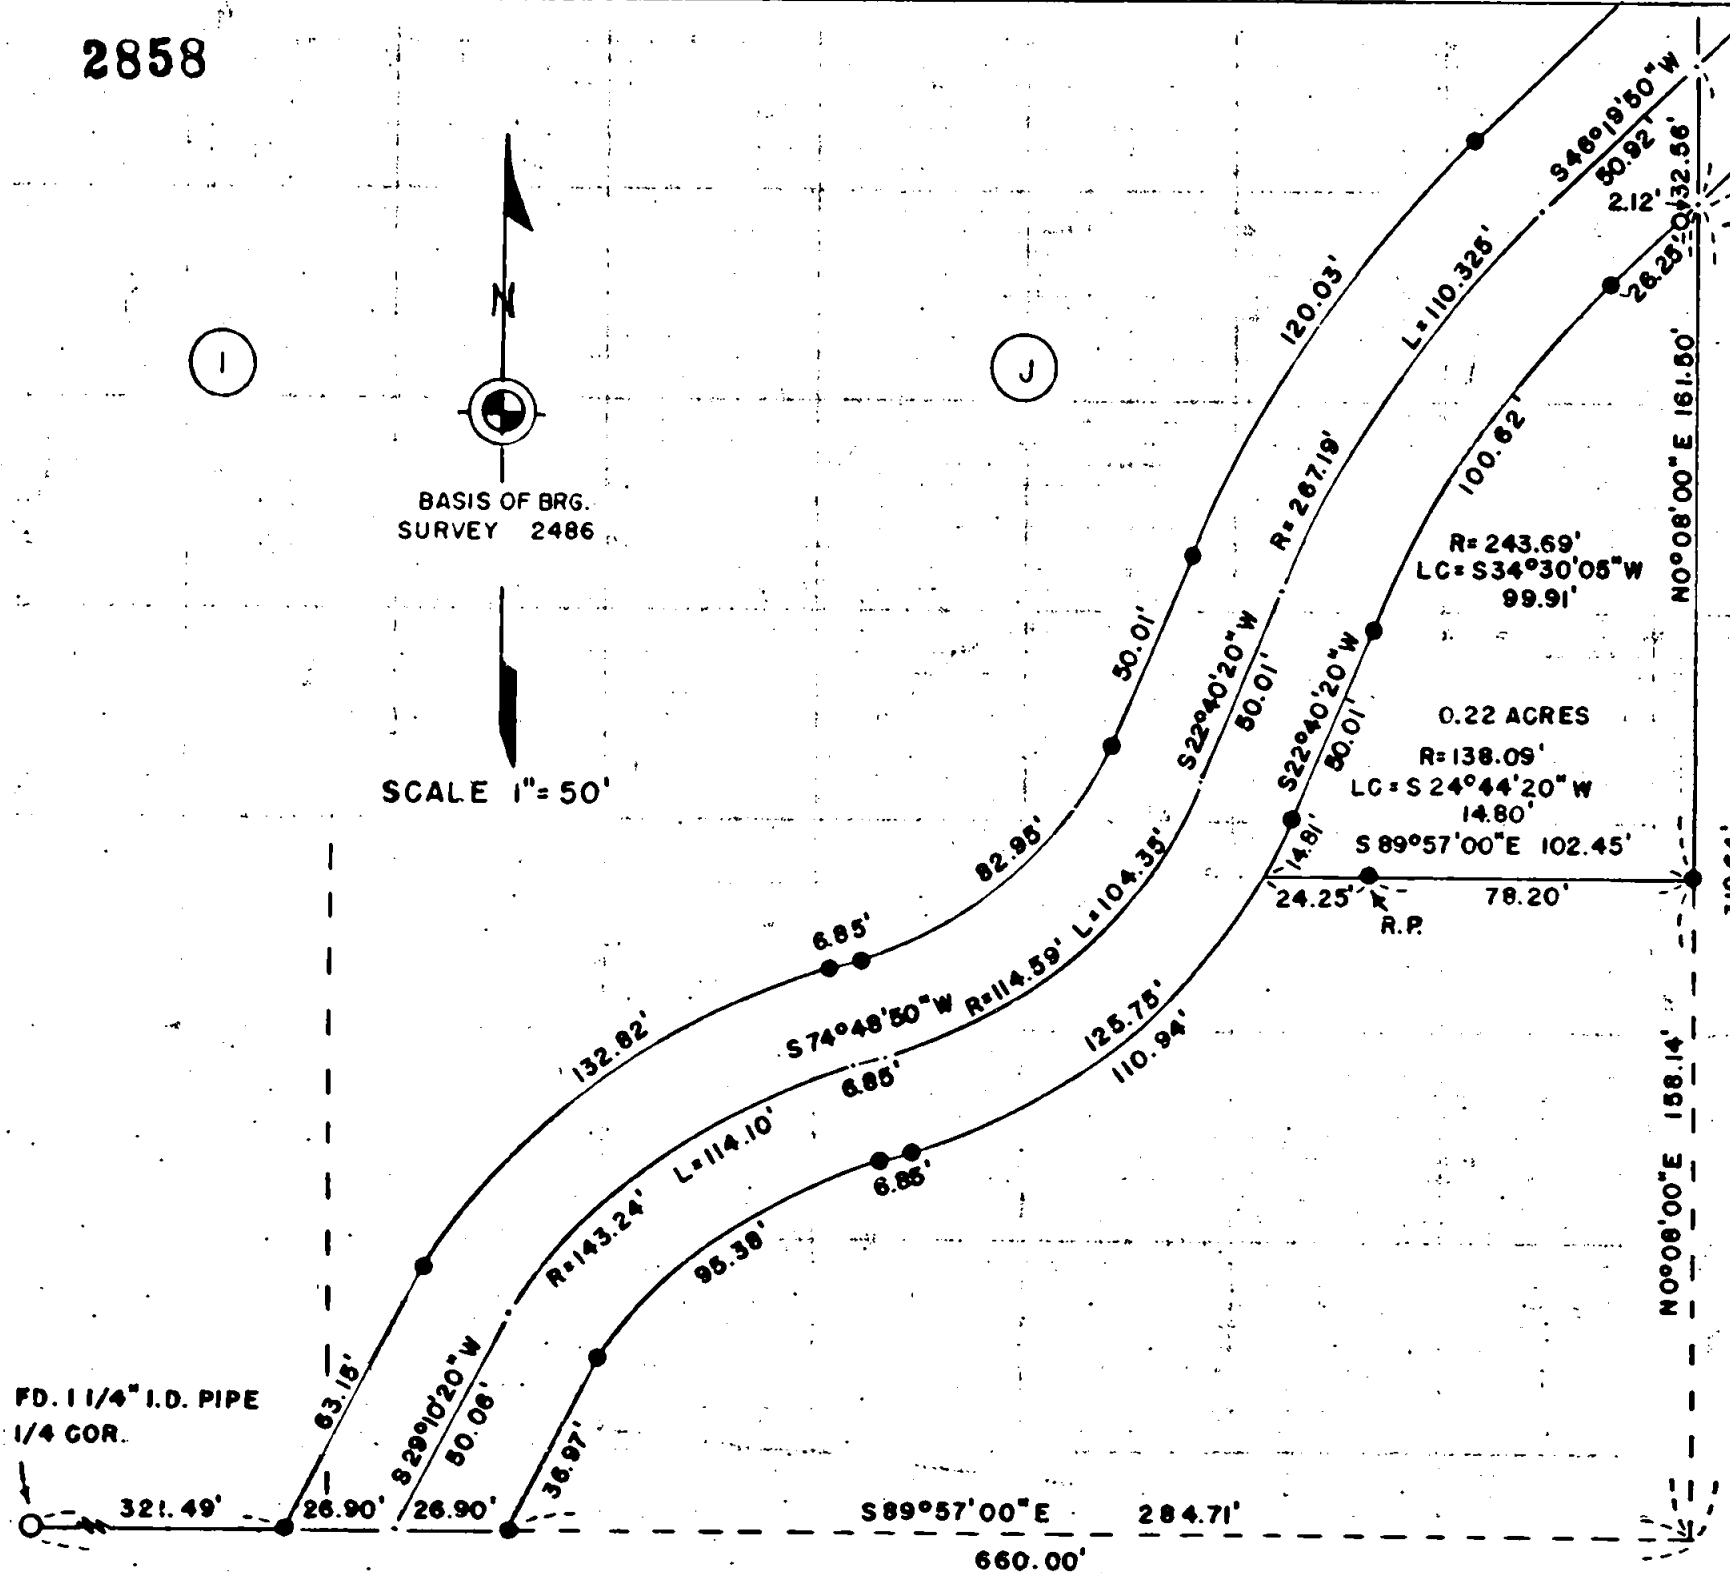 2858
S46°19'50"W
50.92'
2.12'
32.56'
26.25'
120.03'
L=110.325'
I
J
N
BASIS OF BRG.
SURVEY 2486
SCALE 1"=50'
R=267.19'
100.62'
N0°08'00"E 161.50'
R=243.69'
LC=S34°30'05"W
99.91'
50.01'
S22°40'20"W
50.01'
S22°40'20"W
50.01'
0.22 ACRES
R=138.09'
LC=S24°44'20"W
14.80'
S89°57'00"E 102.45'
14.81'
24.25'
78.20'
R.P.
82.95'
6.85'
L=104.35'
R=114.59'
S74°48'50"W
6.85'
132.82'
125.75'
110.94'
6.85'
L=114.10'
R=143.24'
95.38'
N0°08'00"E 158.14'
63.15'
S29°10'20"W
50.06'
36.97'
FD. 1 1/4" I.D. PIPE
1/4 COR.
321.49'
26.90'
26.90'
S89°57'00"E 284.71'
660.00'